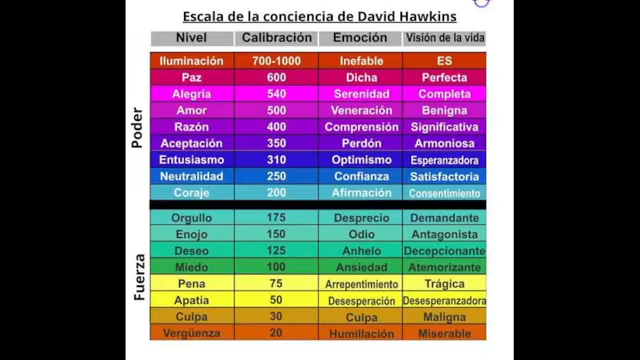 Escala de la conciencia de David Hawkins
Nivel Calibración Emoción Visión de la vida
Poder
Iluminación 700-1000 Inefable ES
Paz 600 Dicha Perfecta
Alegría 540 Serenidad Completa
Amor 500 Veneración Benigna
Razón 400 Comprensión Significativa
Aceptación 350 Perdón Armoniosa
Entusiasmo 310 Optimismo Esperanzadora
Neutralidad 250 Confianza Satisfactoria
Coraje 200 Afirmación Consentimiento
Fuerza
Orgullo 175 Desprecio Demandante
Enojo 150 Odio Antagonista
Deseo 125 Anhelo Decepcionante
Miedo 100 Ansiedad Atemorizante
Pena 75 Arrepentimiento Trágica
Apatía 50 Desesperación Desesperanzadora
Culpa 30 Culpa Maligna
Vergüenza 20 Humillación Miserable